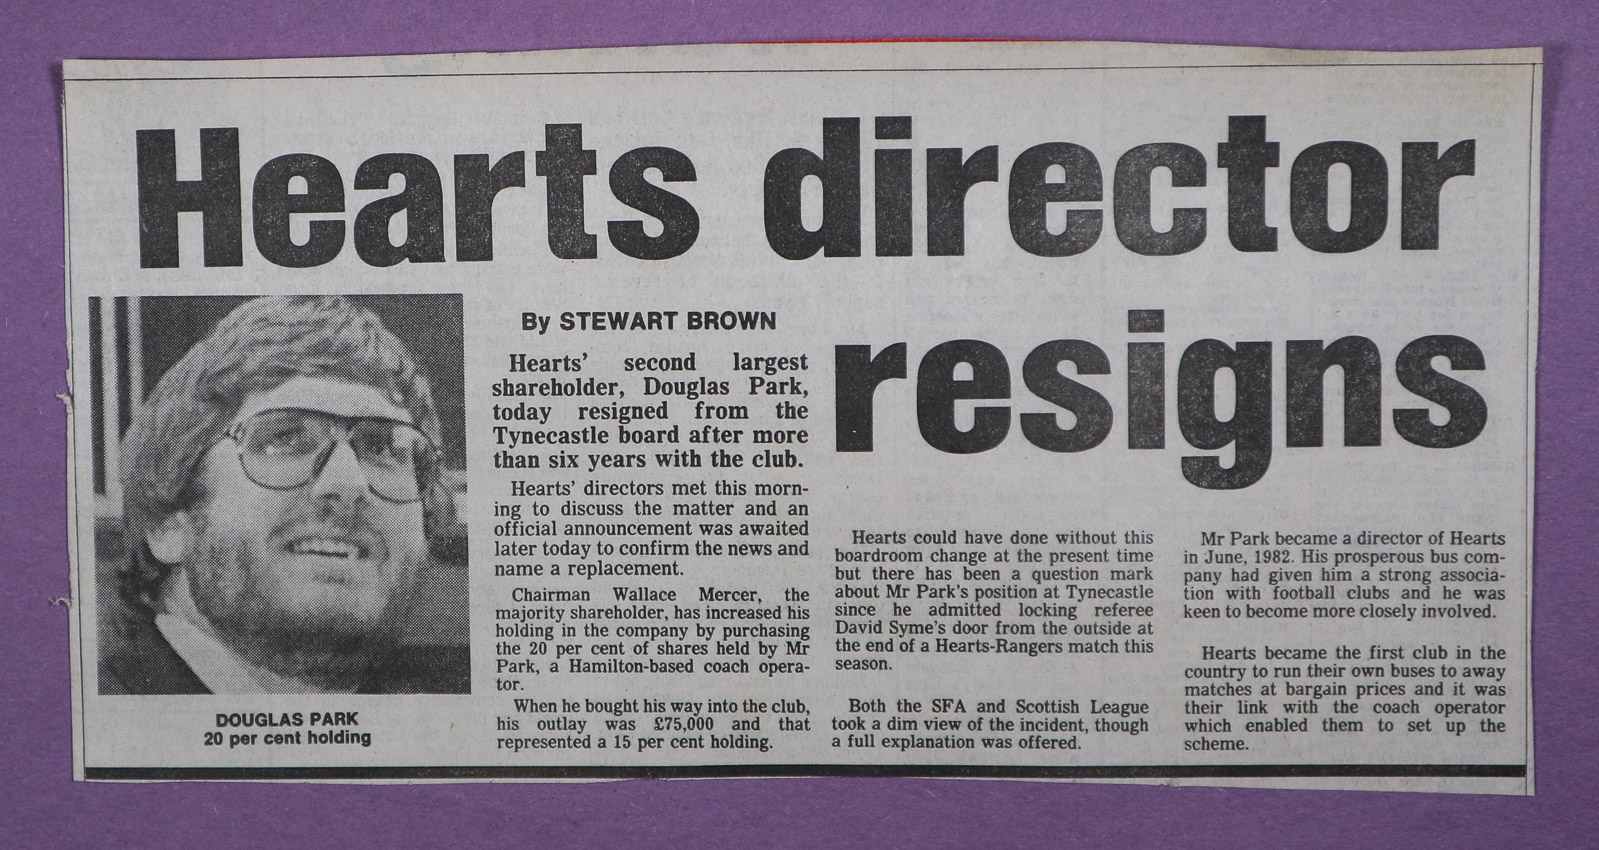 Hearts director
resigns
By STEWART BROWN
Hearts' second largest
shareholder, Douglas Park,
today resigned from the
Tynecastle board after more
than six years with the club.
Hearts' directors met this morn-
ing to discuss the matter and an
official announcement was awaited
later today to confirm the news and
name a replacement.
Chairman Wallace Mercer, the
majority shareholder, has increased his
holding in the company by purchasing
the 20 per cent of shares held by Mr
Park, a Hamilton-based coach opera-
tor.
When he bought his way into the club,
his outlay was £75,000 and that
represented a 15 per cent holding.
Hearts could have done without this
boardroom change at the present time
but there has been a question mark
about Mr Park's position at Tynecastle
since he admitted locking referee
David Syme's door from the outside at
the end of a Hearts-Rangers match this
season.
Both the SFA and Scottish League
took a dim view of the incident, though
a full explanation was offered.
Mr Park became a director of Hearts
in June, 1982. His prosperous bus com-
pany had given him a strong associa-
tion with football clubs and he was
keen to become more closely involved.
Hearts became the first club in the
country to run their own buses to away
matches at bargain prices and it was
their link with the coach operator
which enabled them to set up the
scheme.
DOUGLAS PARK
20 per cent holding